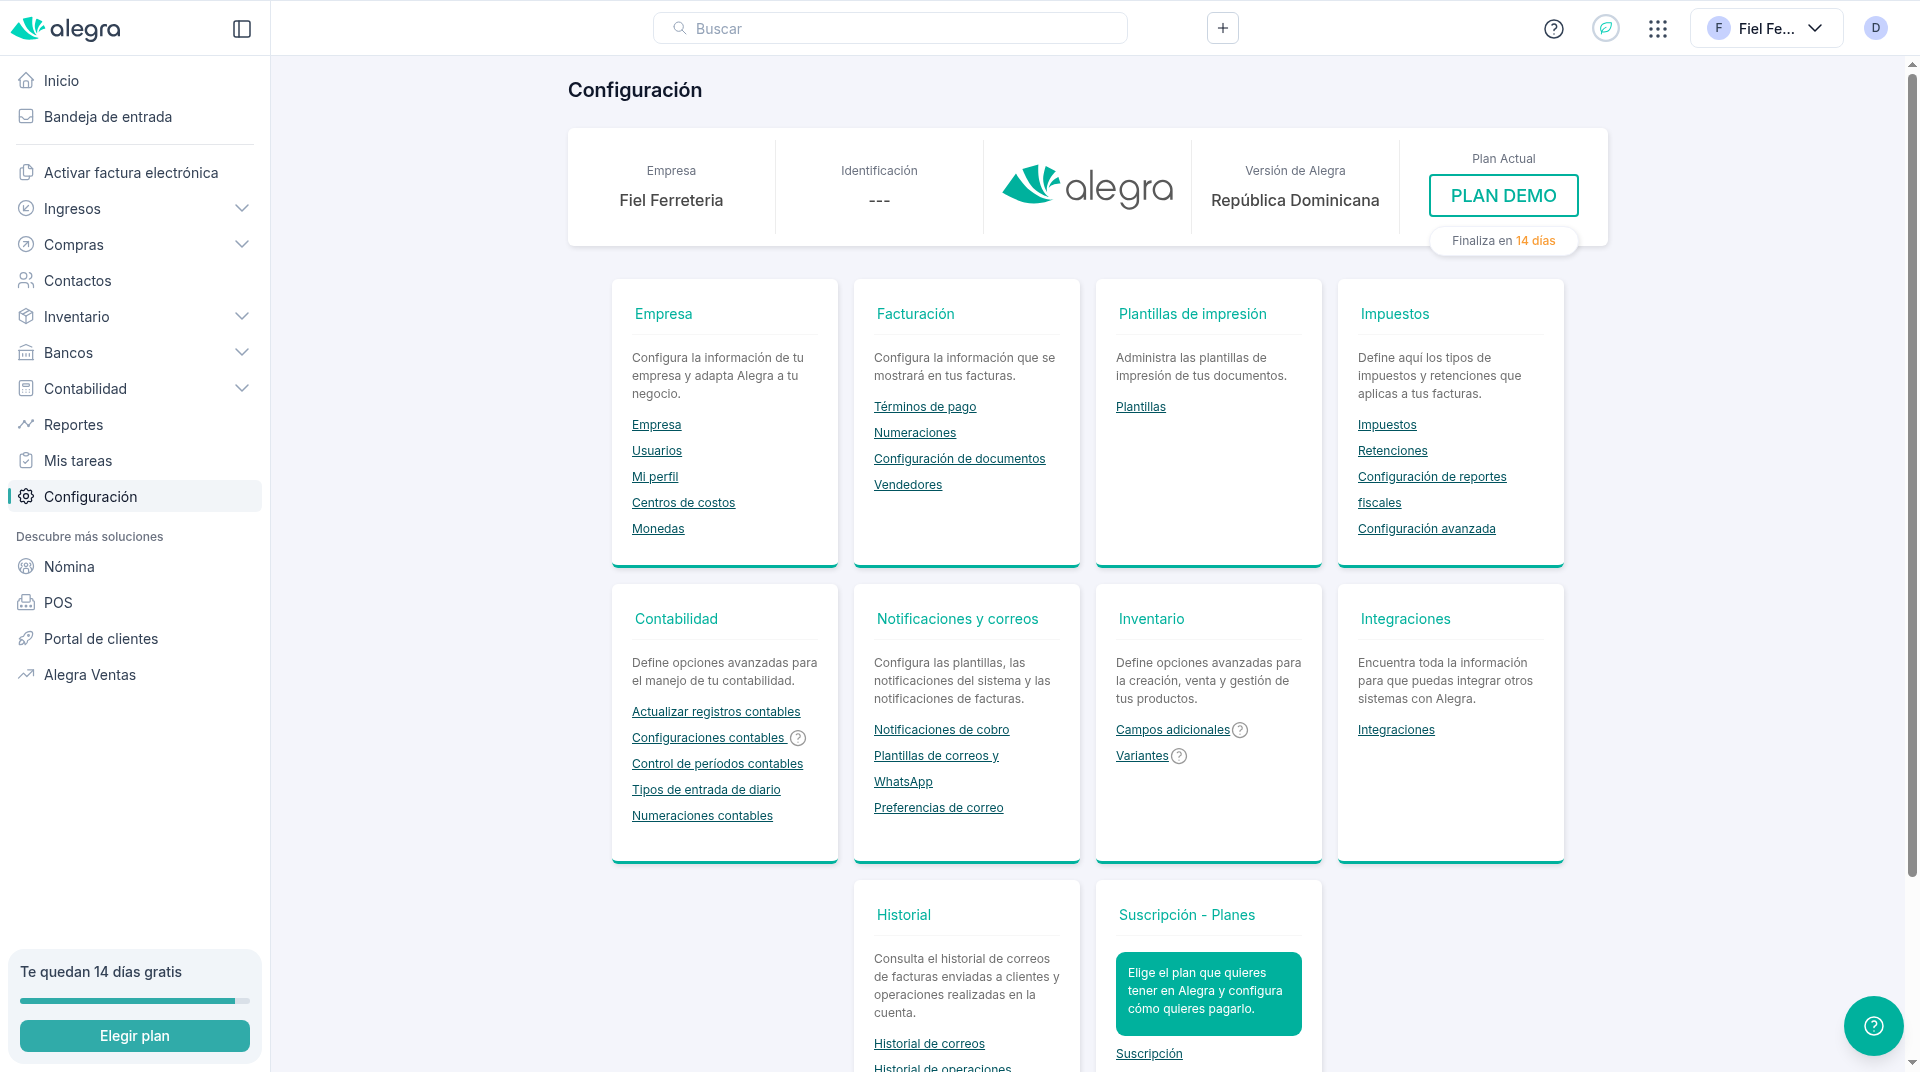 alegra
Buscar
F
Fiel Fe...
D
Inicio
Bandeja de entrada
Activar factura electrónica
Ingresos
Compras
Contactos
Inventario
Bancos
Contabilidad
Reportes
Mis tareas
Configuración
Descubre más soluciones
Nómina
POS
Portal de clientes
Alegra Ventas
Te quedan 14 días gratis
Elegir plan
Configuración
Empresa
Fiel Ferreteria
Identificación
---
alegra
Versión de Alegra
República Dominicana
Plan Actual
PLAN DEMO
Finaliza en 14 días
Empresa
Configura la información de tu
empresa y adapta Alegra a tu
negocio.
Empresa
Usuarios
Mi perfil
Centros de costos
Monedas
Facturación
Configura la información que se
mostrará en tus facturas.
Términos de pago
Numeraciones
Configuración de documentos
Vendedores
Plantillas de impresión
Administra las plantillas de
impresión de tus documentos.
Plantillas
Impuestos
Define aquí los tipos de
impuestos y retenciones que
aplicas a tus facturas.
Impuestos
Retenciones
Configuración de reportes
fiscales
Configuración avanzada
Contabilidad
Define opciones avanzadas para
el manejo de tu contabilidad.
Actualizar registros contables
Configuraciones contables
Control de períodos contables
Tipos de entrada de diario
Numeraciones contables
Notificaciones y correos
Configura las plantillas, las
notificaciones del sistema y las
notificaciones de facturas.
Notificaciones de cobro
Plantillas de correos y
WhatsApp
Preferencias de correo
Inventario
Define opciones avanzadas para
la creación, venta y gestión de
tus productos.
Campos adicionales
Variantes
Integraciones
Encuentra toda la información
para que puedas integrar otros
sistemas con Alegra.
Integraciones
Historial
Consulta el historial de correos
de facturas enviadas a clientes y
operaciones realizadas en la
cuenta.
Historial de correos
Historial de operaciones
Suscripción - Planes
Elige el plan que quieres
tener en Alegra y configura
cómo quieres pagarlo.
Suscripción